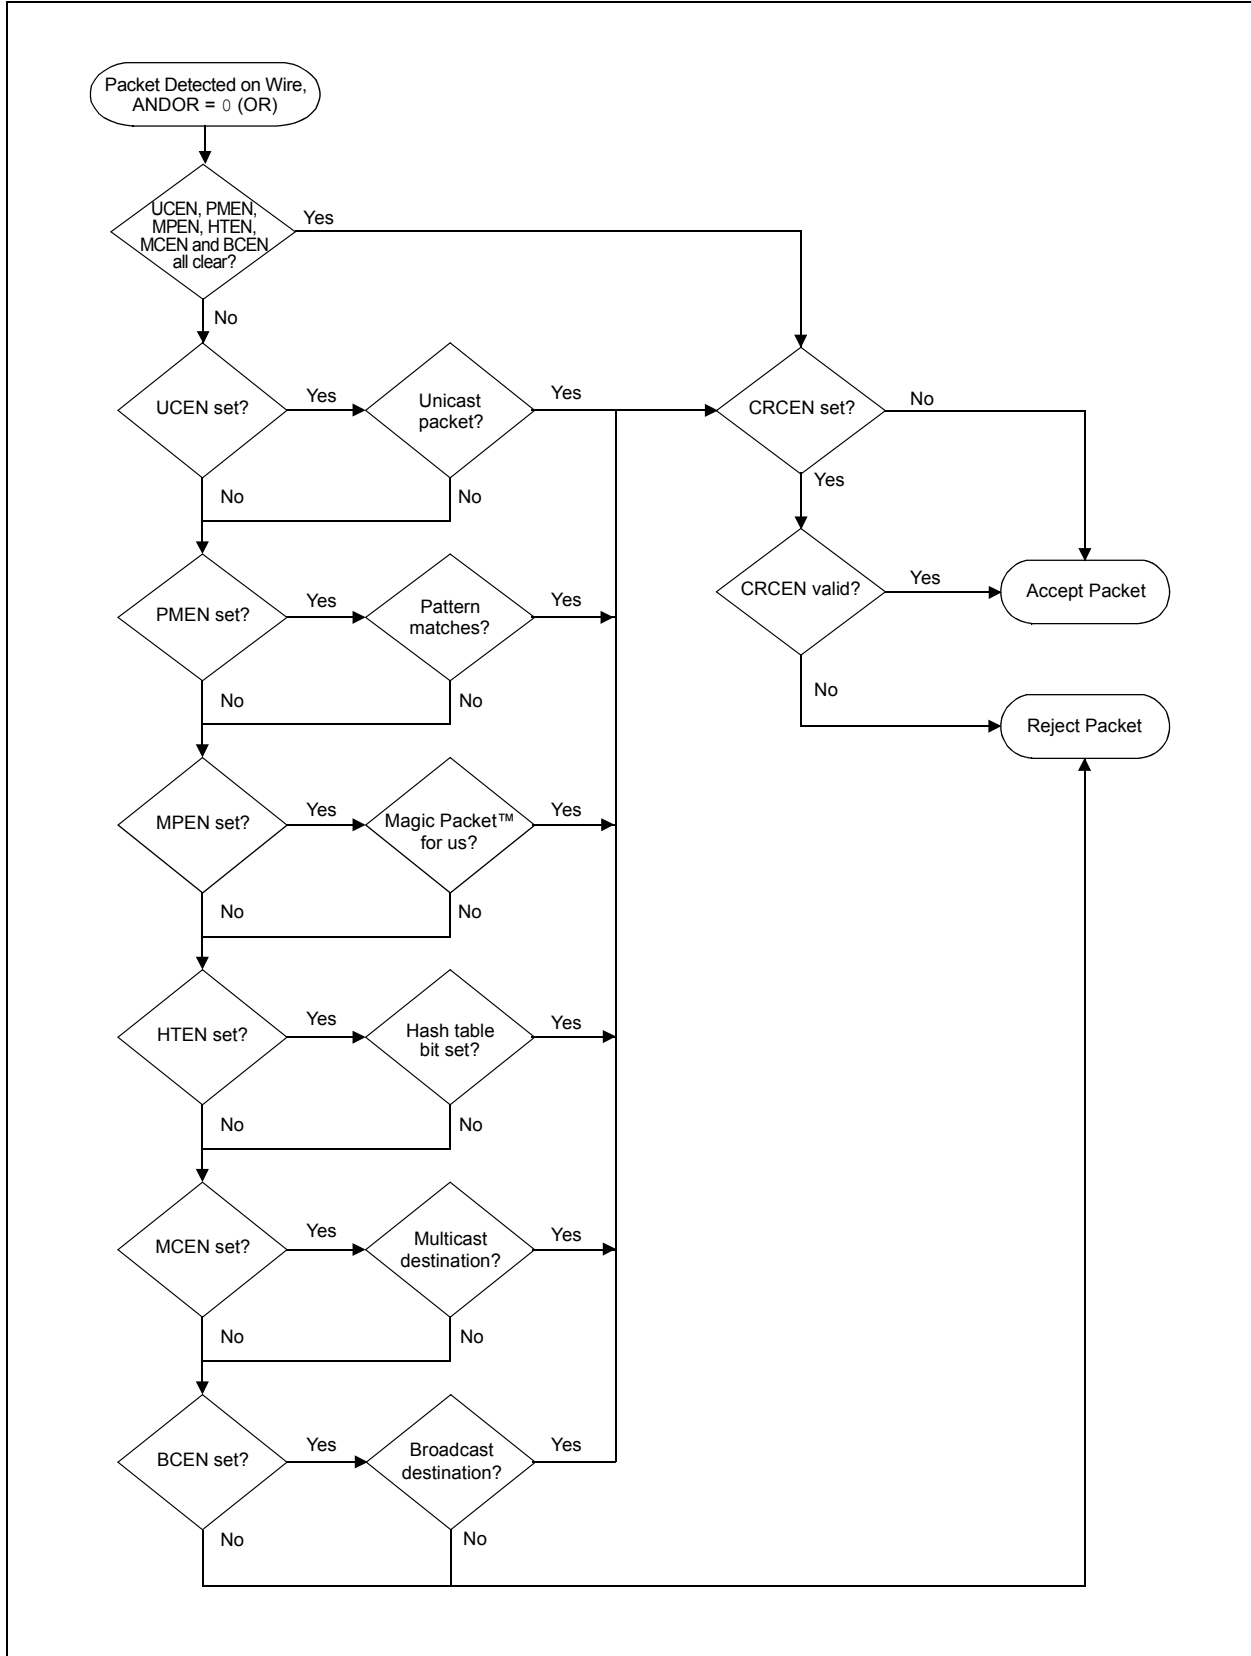 Packet Detected on Wire,
ANDOR = 0 (OR)
UCEN, PMEN,
MPEN, HTEN,
MCEN and BCEN
all clear?
Yes
No
UCEN set?
Yes
Unicast
packet?
Yes
CRCEN set?
No
No
No
Yes
PMEN set?
Yes
Pattern
matches?
Yes
CRCEN valid?
Yes
Accept Packet
No
No
No
Reject Packet
MPEN set?
Yes
Magic Packet™
for us?
Yes
No
No
HTEN set?
Yes
Hash table
bit set?
Yes
No
No
MCEN set?
Yes
Multicast
destination?
Yes
No
No
BCEN set?
Yes
Broadcast
destination?
Yes
No
No